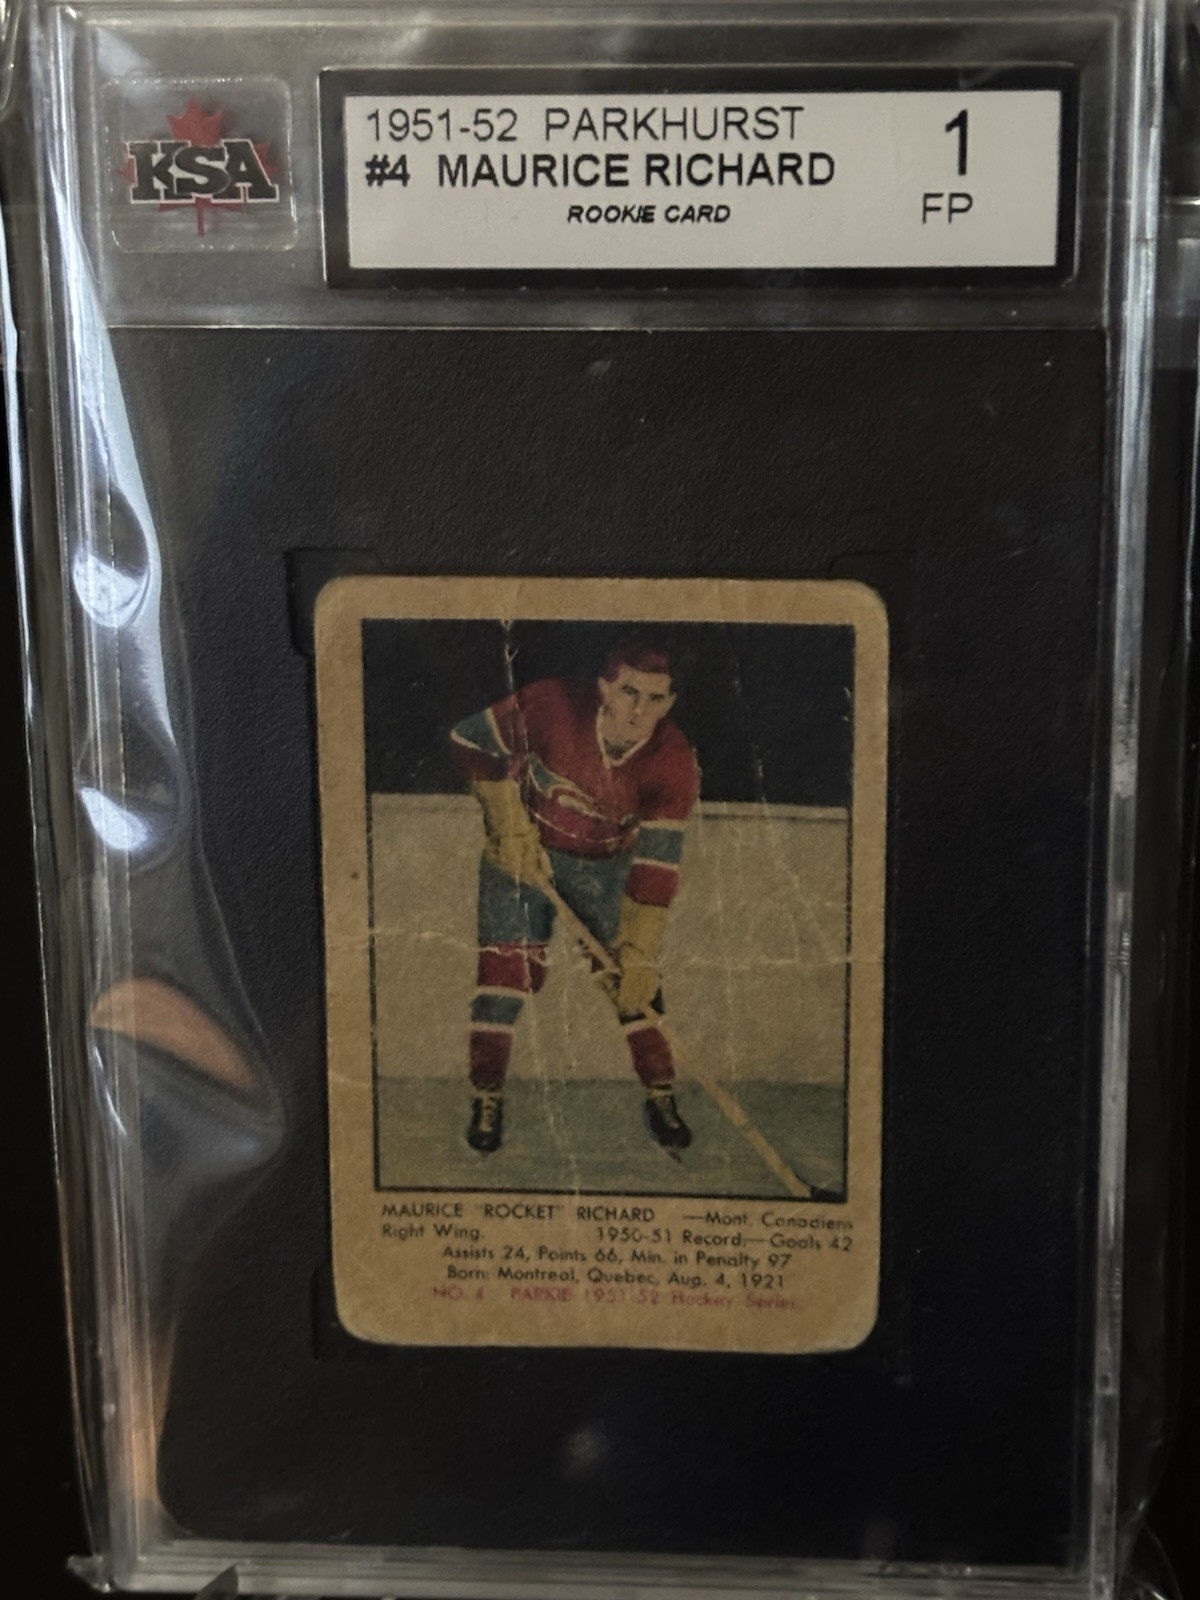 KSA
1951-52 PARKHURST 1
#4 MAURICE RICHARD FP
ROOKIE CARD
MAURICE "ROCKET" RICHARD —Mont. Canadiens
Right Wing. 1950-51 Record:—Goals 42
Assists 24, Points 66, Min. in Penalty 97
Born: Montreal, Quebec, Aug. 4, 1921
NO. 4 PARKIE 1951-52 Hockey Series